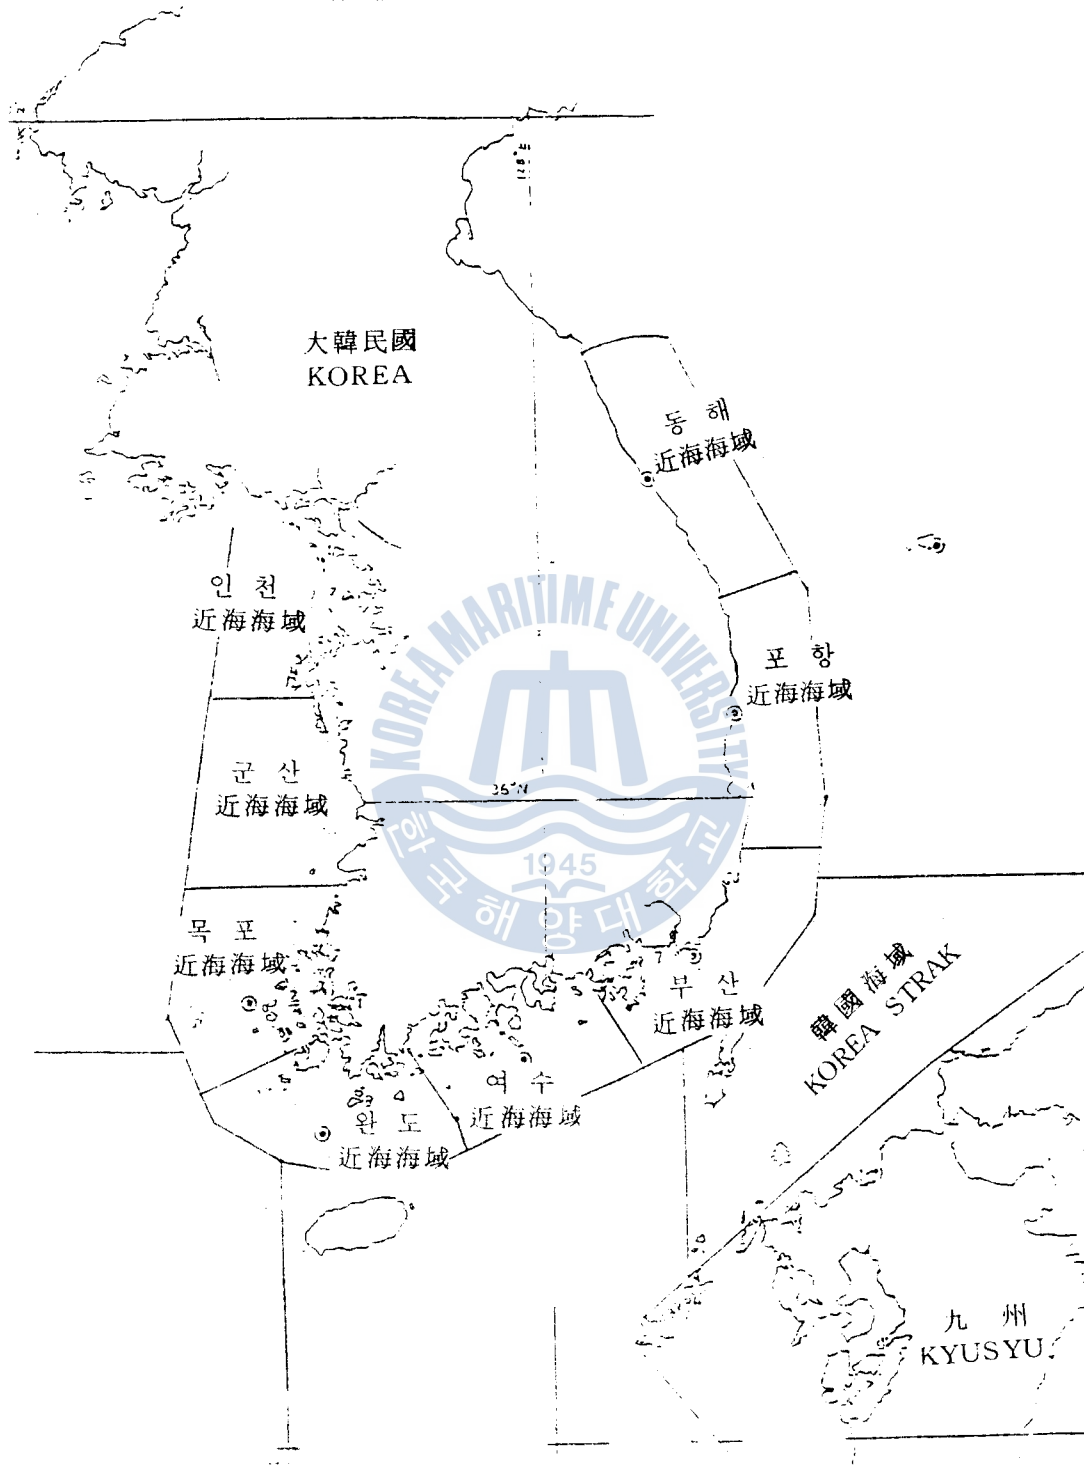 128°E
大韓民國
KOREA
동 해
近海海域
인 천
近海海域
포 항
近海海域
군 산
近海海域
36°N
목 포
近海海域
부 산
近海海域
韓國海域
KOREA STRAK
여 수
近海海域
완 도
近海海域
九 州
KYUSYU
KOREA MARITIME UNIVERSITY
1945
한국해양대학교